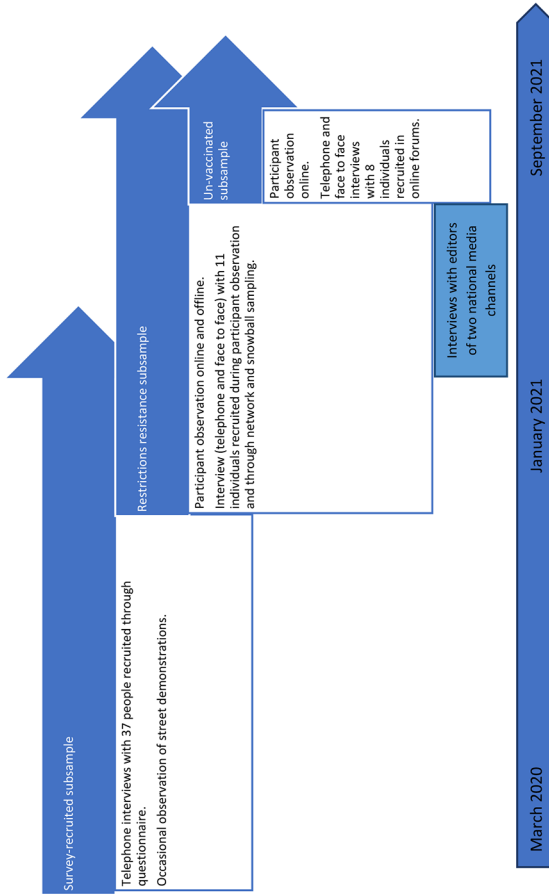 Survey-recruited subsample
Telephone interviews with 37 people recruited through
questionnaire.
Occasional observation of street demonstrations.
Restrictions resistance subsample
Participant observation online and offline.
Interview (telephone and face to face) with 11
individuals recruited during participant observation
and through network and snowball sampling.
Un-vaccinated
subsample
Participant
observation
online.
Telephone and
face to face
interviews
with 8
individuals
recruited in
online forums.
Interviews with editors
of two national media
channels
March 2020
January 2021
September 2021